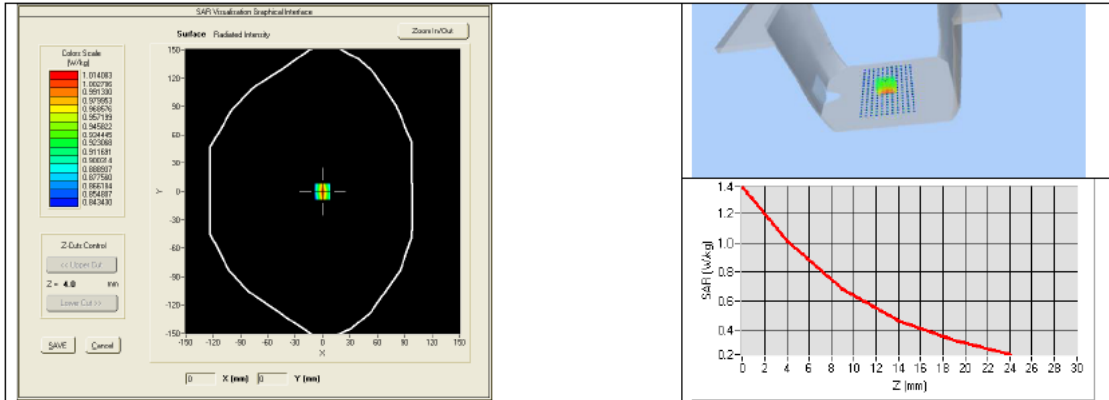 SAR Visualisation Graphical Interface
Surface Radiated Intensity
Zoom In/Out
Colors Scale
(W/kg)
1.014083
1.002706
0.991330
0.979953
0.968576
0.957199
0.945822
0.934445
0.923068
0.911691
0.900314
0.888937
0.877560
0.866184
0.854807
0.843430
Z-Cuts Control
<< Upper Cut
Z = 4.0 mm
Lower Cut >>
SAVE Cancel
150-
120-
90-
60-
30-
0-
-30-
-60-
-90-
-120-
-150-
Y
-150 -120 -90 -60 -30 0 30 60 90 120 150
X
0 X (mm) 0 Y (mm)
1.4
1.2
1.0
0.8
0.6
0.4
0.2
SAR (W/kg)
0 2 4 6 8 10 12 14 16 18 20 22 24 26 28 30
Z (mm)